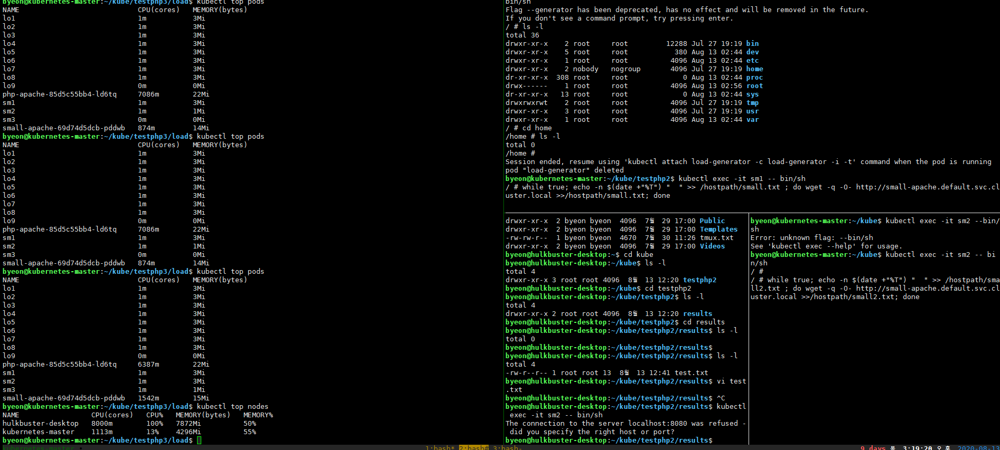 byeon@kubernetes-master:~/kube/testphp3/load$ kubectl top pods
NAME                            CPU(cores)   MEMORY(bytes)
lo1                             1m           3Mi
lo2                             1m           3Mi
lo3                             1m           3Mi
lo4                             1m           3Mi
lo5                             1m           3Mi
lo6                             1m           3Mi
lo7                             1m           3Mi
lo8                             1m           3Mi
lo9                             0m           0Mi
php-apache-85d5c55bb4-ld6tq     7086m        22Mi
sm1                             1m           3Mi
sm2                             1m           1Mi
sm3                             0m           0Mi
small-apache-69d74d5dcb-pddwb   874m         14Mi
byeon@kubernetes-master:~/kube/testphp3/load$ kubectl top pods
NAME                            CPU(cores)   MEMORY(bytes)
lo1                             1m           3Mi
lo2                             1m           3Mi
lo3                             1m           3Mi
lo4                             1m           3Mi
lo5                             1m           3Mi
lo6                             1m           3Mi
lo7                             1m           3Mi
lo8                             1m           3Mi
lo9                             0m           0Mi
php-apache-85d5c55bb4-ld6tq     7086m        22Mi
sm1                             1m           3Mi
sm2                             1m           1Mi
sm3                             0m           0Mi
small-apache-69d74d5dcb-pddwb   874m         14Mi
byeon@kubernetes-master:~/kube/testphp3/load$ kubectl top pods
NAME                            CPU(cores)   MEMORY(bytes)
lo1                             1m           3Mi
lo2                             1m           3Mi
lo3                             1m           3Mi
lo4                             1m           3Mi
lo5                             1m           3Mi
lo6                             1m           3Mi
lo7                             1m           3Mi
lo8                             1m           3Mi
lo9                             0m           0Mi
php-apache-85d5c55bb4-ld6tq     6387m        22Mi
sm1                             1m           3Mi
sm2                             1m           3Mi
sm3                             1m           1Mi
small-apache-69d74d5dcb-pddwb   1542m        15Mi
byeon@kubernetes-master:~/kube/testphp3/load$ kubectl top nodes
NAME                 CPU(cores)   CPU%   MEMORY(bytes)   MEMORY%
hulkbuster-desktop   8000m        100%   7872Mi          50%
kubernetes-master    1113m        13%    4296Mi          55%
byeon@kubernetes-master:~/kube/testphp3/load$
bin/sh
Flag --generator has been deprecated, has no effect and will be removed in the future.
If you don't see a command prompt, try pressing enter.
/ # ls -l
total 36
drwxr-xr-x    2 root     root         12288 Jul 27 19:19 bin
drwxr-xr-x    5 root     root           380 Aug 13 02:44 dev
drwxr-xr-x    1 root     root          4096 Aug 13 02:44 etc
drwxr-xr-x    2 nobody   nogroup       4096 Jul 27 19:19 home
dr-xr-xr-x  308 root     root             0 Aug 13 02:44 proc
drwx------    1 root     root          4096 Aug 13 02:56 root
dr-xr-xr-x   13 root     root             0 Aug 13 02:44 sys
drwxrwxrwt    2 root     root          4096 Jul 27 19:19 tmp
drwxr-xr-x    3 root     root          4096 Jul 27 19:19 usr
drwxr-xr-x    1 root     root          4096 Aug 13 02:44 var
/ # cd home
/home # ls -l
total 0
/home #
Session ended, resume using 'kubectl attach load-generator -c load-generator -i -t' command when the pod is running
pod "load-generator" deleted
byeon@kubernetes-master:~/kube/testphp2$ kubectl exec -it sm1 -- bin/sh
/ # while true; echo -n $(date +"%T") "  " >> /hostpath/small.txt ; do wget -q -O- http://small-apache.default.svc.cl
uster.local >>/hostpath/small.txt; done
drwxr-xr-x  2 byeon byeon  4096  7월  29 17:00 Public
drwxr-xr-x  2 byeon byeon  4096  7월  29 17:00 Templates
-rw-rw-r--  1 byeon byeon  4670  7월  30 11:26 tmux.txt
drwxr-xr-x  2 byeon byeon  4096  7월  29 17:00 Videos
byeon@hulkbuster-desktop:~$ cd kube
byeon@hulkbuster-desktop:~/kube$ ls -l
total 4
drwxr-xr-x 3 root root 4096  8월  13 12:20 testphp2
byeon@hulkbuster-desktop:~/kube$ cd testphp2
byeon@hulkbuster-desktop:~/kube/testphp2$ ls -l
total 4
drwxr-xr-x 2 root root 4096  8월  13 12:20 results
byeon@hulkbuster-desktop:~/kube/testphp2$ cd results
byeon@hulkbuster-desktop:~/kube/testphp2/results$ ls -l
total 0
byeon@hulkbuster-desktop:~/kube/testphp2/results$
byeon@hulkbuster-desktop:~/kube/testphp2/results$ ls -l
total 4
-rw-r--r-- 1 root root 13  8월  13 12:41 test.txt
byeon@hulkbuster-desktop:~/kube/testphp2/results$ vi test
.txt
byeon@hulkbuster-desktop:~/kube/testphp2/results$ ^C
byeon@hulkbuster-desktop:~/kube/testphp2/results$ kubectl
 exec -it sm2 -- bin/sh
The connection to the server localhost:8080 was refused -
 did you specify the right host or port?
byeon@hulkbuster-desktop:~/kube/testphp2/results$
byeon@kubernetes-master:~/kube$ kubectl exec -it sm2 --bin/
sh
Error: unknown flag: --bin/sh
See 'kubectl exec --help' for usage.
byeon@kubernetes-master:~/kube$ kubectl exec -it sm2 -- bi
n/sh
/ #
/ # while true; echo -n $(date +"%T") "  " >> /hostpath/sma
ll2.txt ; do wget -q -O- http://small-apache.default.svc.cl
uster.local >>/hostpath/small2.txt; done
kubernetes-master • 1:bash* 2:bash# 3:bash- 9 days 목 3:19:20 오후 2020-08-13